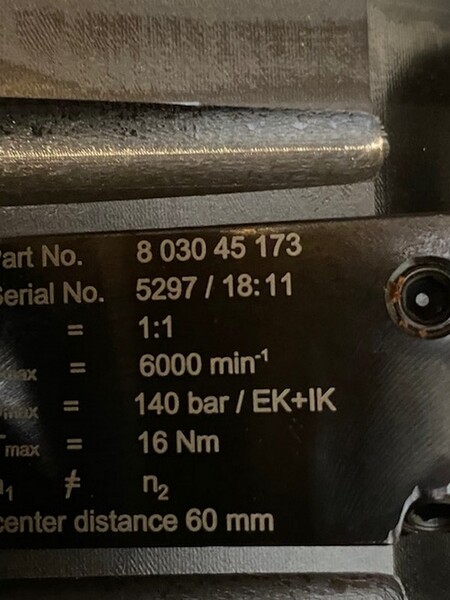 Part No. 8 030 45 173
Serial No. 5297 / 18:11
= 1:1
max = 6000 min-1
max = 140 bar / EK+IK
max = 16 Nm
n1 ≠ n2
center distance 60 mm